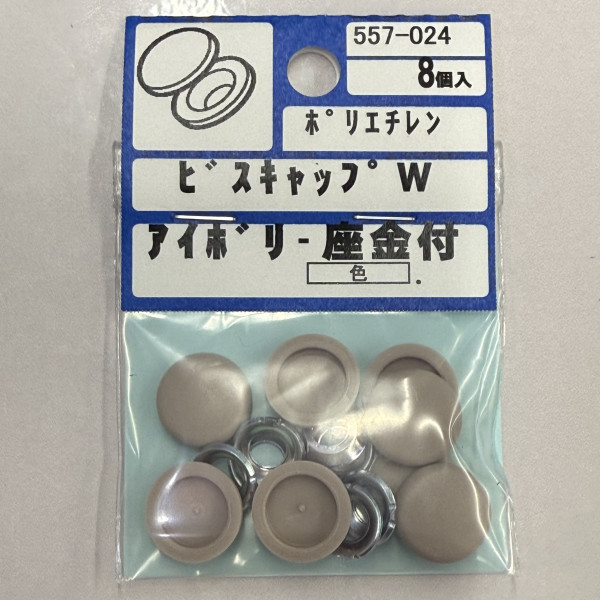 557-024
8個入
ポリエチレン
ビスキャップW
アイボリー座金付
色